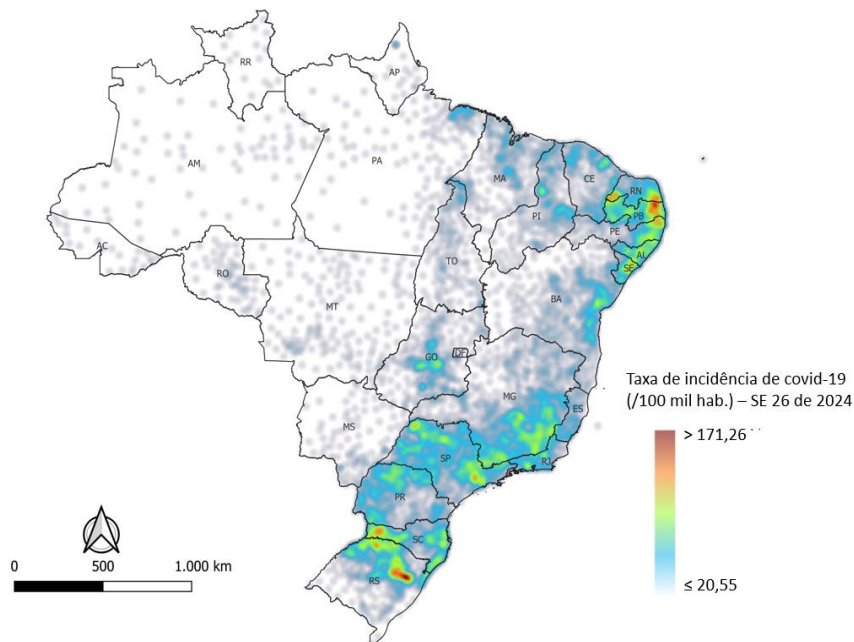 RR
AP
AM
PA
MA
CE
RN
PB
PI
PE
AL
SE
AC
RO
TO
MT
BA
GO
DF
MG
ES
MS
SP
RJ
PR
SC
RS
Taxa de incidência de covid-19
(/100 mil hab.) – SE 26 de 2024
> 171,26
≤ 20,55
0 500 1.000 km